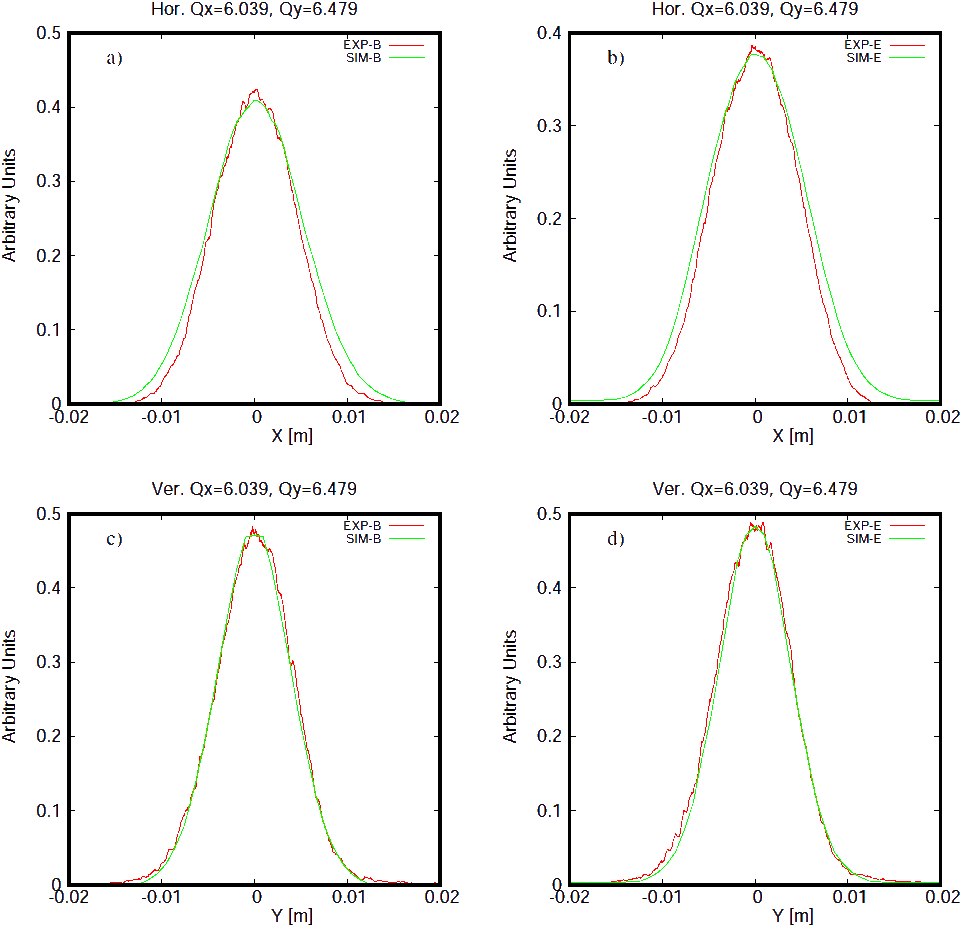 Hor. Qx=6.039, Qy=6.479
a)
EXP-B
SIM-B
0.5
0.4
0.3
0.2
0.1
0
Arbitrary Units
-0.02
-0.01
0
0.01
0.02
X [m]
Hor. Qx=6.039, Qy=6.479
b)
EXP-E
SIM-E
0.4
0.3
0.2
0.1
0
Arbitrary Units
-0.02
-0.01
0
0.01
0.02
X [m]
Ver. Qx=6.039, Qy=6.479
c)
EXP-B
SIM-B
0.5
0.4
0.3
0.2
0.1
0
Arbitrary Units
-0.02
-0.01
0
0.01
0.02
Y [m]
Ver. Qx=6.039, Qy=6.479
d)
EXP-E
SIM-E
0.5
0.4
0.3
0.2
0.1
0
Arbitrary Units
-0.02
-0.01
0
0.01
0.02
Y [m]